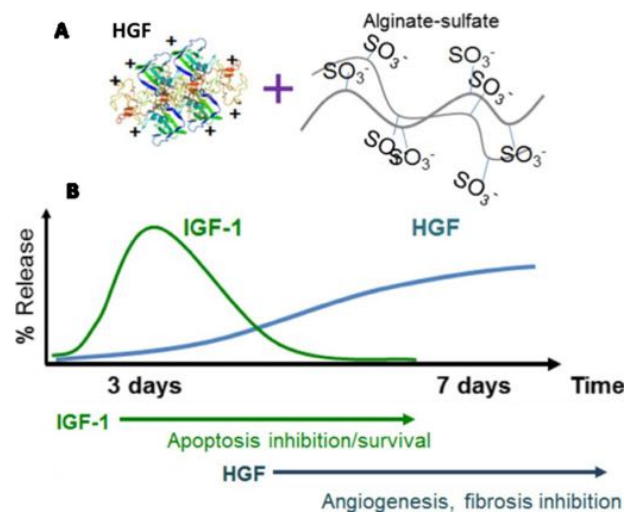 A
HGF
Alginate-sulfate
+ + + + + + + +
+
SO₃⁻
SO₃⁻
SO₃⁻
SO₃⁻
SO₃⁻
SO₃⁻
SO₃⁻
B
IGF-1
HGF
% Release
3 days
7 days
Time
IGF-1
Apoptosis inhibition/survival
HGF
Angiogenesis, fibrosis inhibition